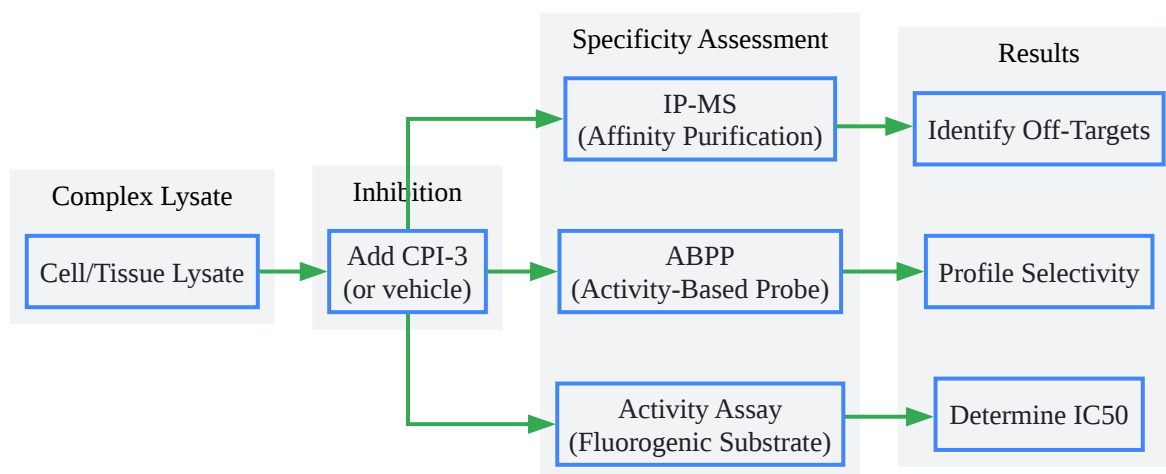 Complex Lysate
Cell/Tissue Lysate
Inhibition
Add CPI-3
(or vehicle)
Specificity Assessment
IP-MS
(Affinity Purification)
ABPP
(Activity-Based Probe)
Activity Assay
(Fluorogenic Substrate)
Results
Identify Off-Targets
Profile Selectivity
Determine IC50